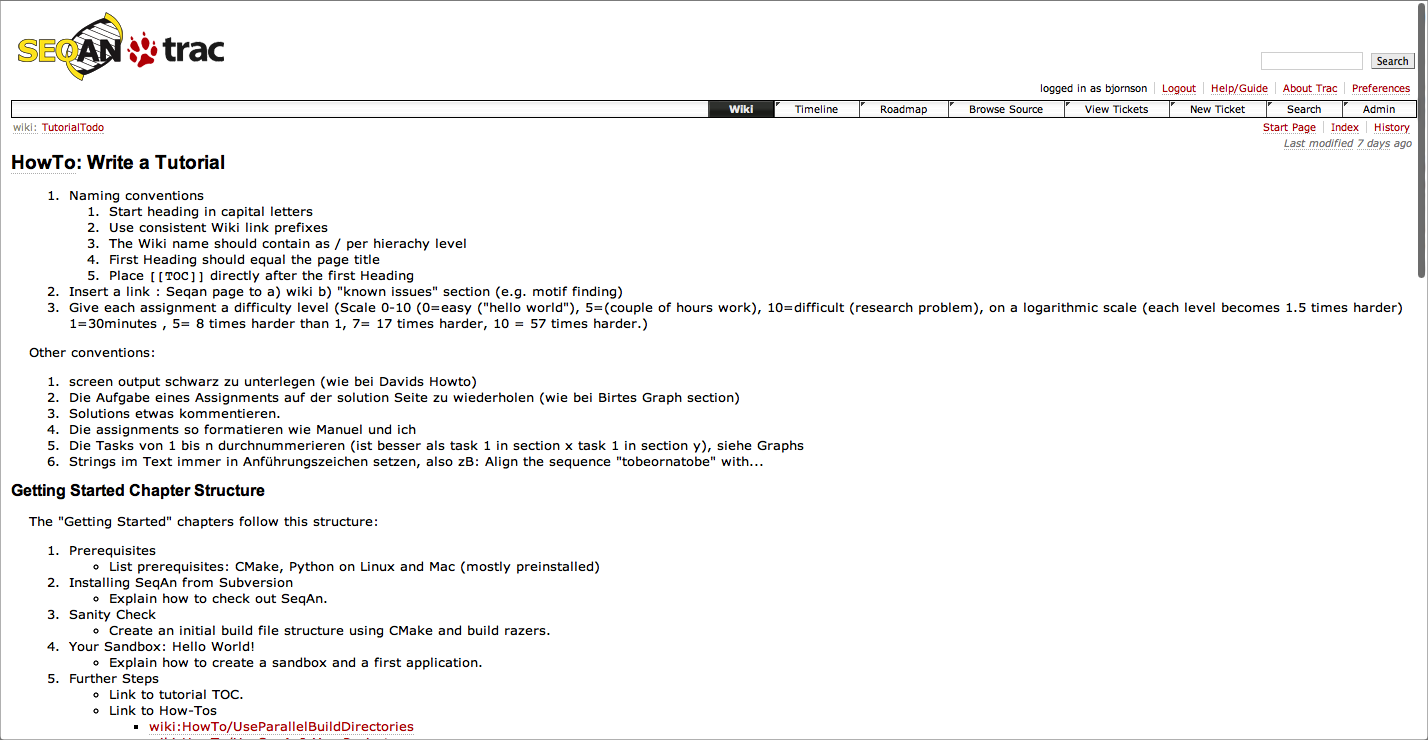 SEQAN trac
Search
logged in as bjornson Logout Help/Guide About Trac Preferences
Wiki Timeline Roadmap Browse Source View Tickets New Ticket Search Admin
wiki: TutorialTodo Start Page Index History
Last modified 7 days ago
HowTo: Write a Tutorial
1. Naming conventions
1. Start heading in capital letters
2. Use consistent Wiki link prefixes
3. The Wiki name should contain as / per hierachy level
4. First Heading should equal the page title
5. Place [[TOC]] directly after the first Heading
2. Insert a link : Seqan page to a) wiki b) "known issues" section (e.g. motif finding)
3. Give each assignment a difficulty level (Scale 0-10 (0=easy ("hello world"), 5=(couple of hours work), 10=difficult (research problem), on a logarithmic scale (each level becomes 1.5 times harder)
1=30minutes , 5= 8 times harder than 1, 7= 17 times harder, 10 = 57 times harder.)
Other conventions:
1. screen output schwarz zu unterlegen (wie bei Davids Howto)
2. Die Aufgabe eines Assignments auf der solution Seite zu wiederholen (wie bei Birtes Graph section)
3. Solutions etwas kommentieren.
4. Die assignments so formatieren wie Manuel und ich
5. Die Tasks von 1 bis n durchnummerieren (ist besser als task 1 in section x task 1 in section y), siehe Graphs
6. Strings im Text immer in Anführungszeichen setzen, also zB: Align the sequence "tobeornatobe" with...
Getting Started Chapter Structure
The "Getting Started" chapters follow this structure:
1. Prerequisites
List prerequisites: CMake, Python on Linux and Mac (mostly preinstalled)
2. Installing SeqAn from Subversion
Explain how to check out SeqAn.
3. Sanity Check
Create an initial build file structure using CMake and build razers.
4. Your Sandbox: Hello World!
Explain how to create a sandbox and a first application.
5. Further Steps
Link to tutorial TOC.
Link to How-Tos
wiki:HowTo/UseParallelBuildDirectories